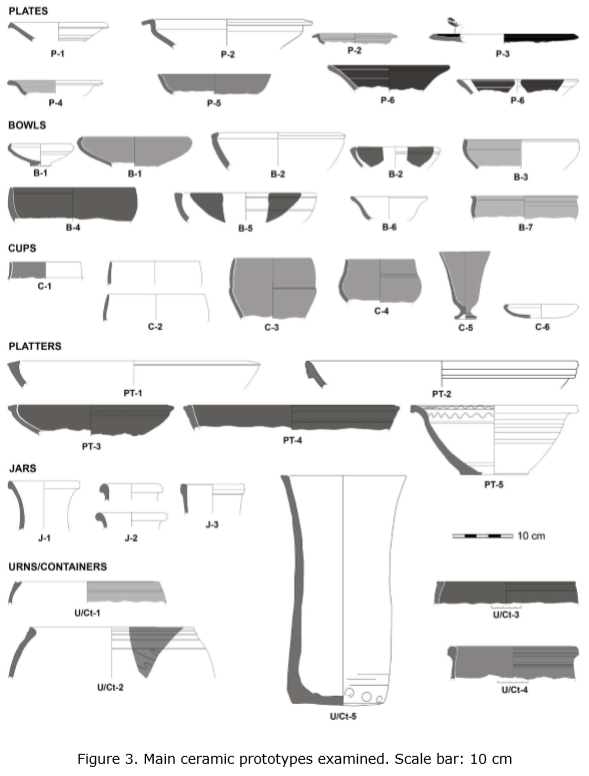 PLATES
P-1
P-2
P-2
P-3
P-4
P-5
P-6
P-6
BOWLS
B-1
B-1
B-2
B-2
B-3
B-4
B-5
B-6
B-7
CUPS
C-1
C-2
C-3
C-4
C-5
C-6
PLATTERS
PT-1
PT-2
PT-3
PT-4
PT-5
JARS
J-1
J-2
J-3
10 cm
URNS/CONTAINERS
U/Ct-1
U/Ct-2
U/Ct-3
U/Ct-4
U/Ct-5
Figure 3. Main ceramic prototypes examined. Scale bar: 10 cm